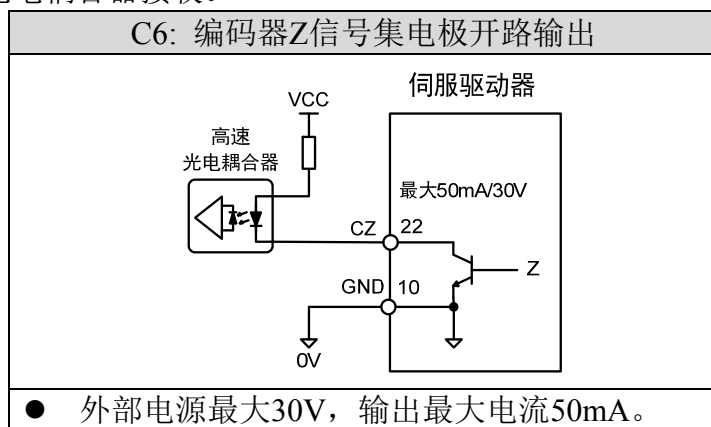 C6: 编码器Z信号集电极开路输出
伺服驱动器
VCC
高速
光电耦合器
最大50mA/30V
CZ
22
Z
GND
10
0V
● 外部电源最大30V，输出最大电流50mA。